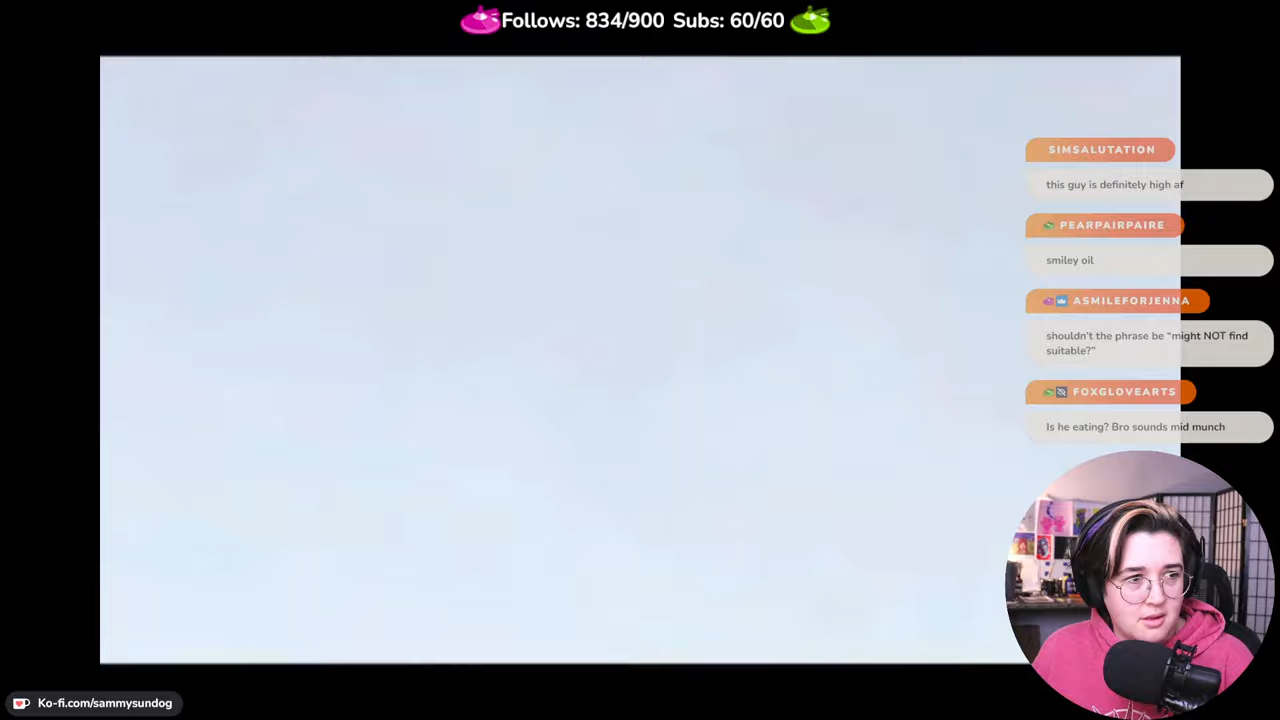 Follows: 834/900 Subs: 60/60
SIMSALUTATION
this guy is definitely high af
PEARPAIRPAIRE
smiley oil
ASMILEFORJENNA
shouldn't the phrase be “might NOT find
suitable?”
FOXGLOVEARTS
Is he eating? Bro sounds mid munch
Ko-fi.com/sammysundog